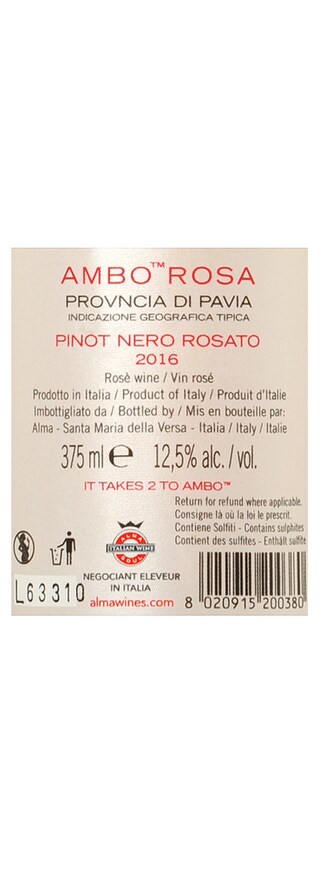 AMBO™ ROSA
PROVNCIA DI PAVIA
INDICAZIONE GEOGRAFICA TIPICA
PINOT NERO ROSATO
2016
Rosè wine / Vin rosé
Prodotto in Italia / Product of Italy / Produit d'Italie
Imbottigliato da / Bottled by / Mis en bouteille par:
Alma - Santa Maria della Versa - Italia / Italy / Italie
375 ml e 12,5% alc. / vol.
IT TAKES 2 TO AMBO™
Return for refund where applicable.
Consigne là où la loi le prescrit.
Contiene Solfiti - Contains sulphites
Contient des sulfites - Enthält sulfite
ALMA
ITALIAN WINE
SOUL
NEGOCIANT ELEVEUR
IN ITALIA
L63310
almawines.com
8 020915 200380